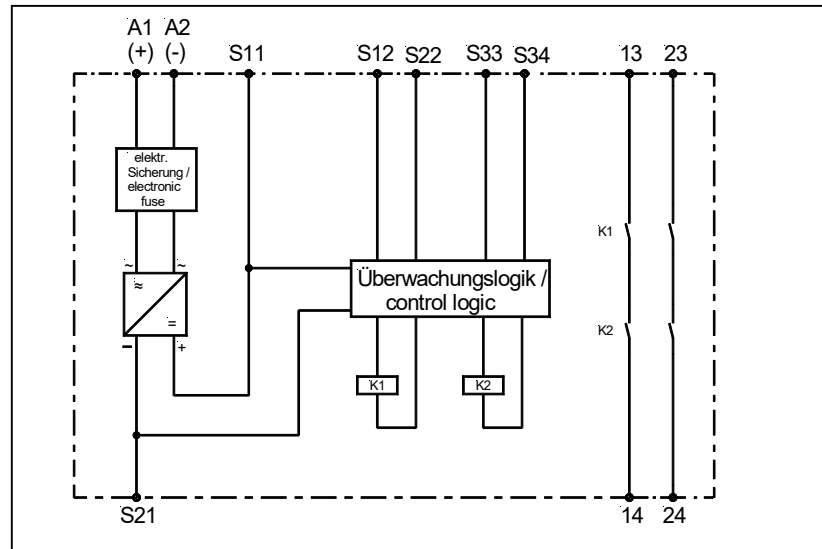 A1 A2
(+) (-) S11 S12 S22 S33 S34 13 23
elektr.
Sicherung /
electronic
fuse
K1
~ ~
Überwachungslogik /
control logic
≈
=
K2
− +
K1 K2
S21 14 24